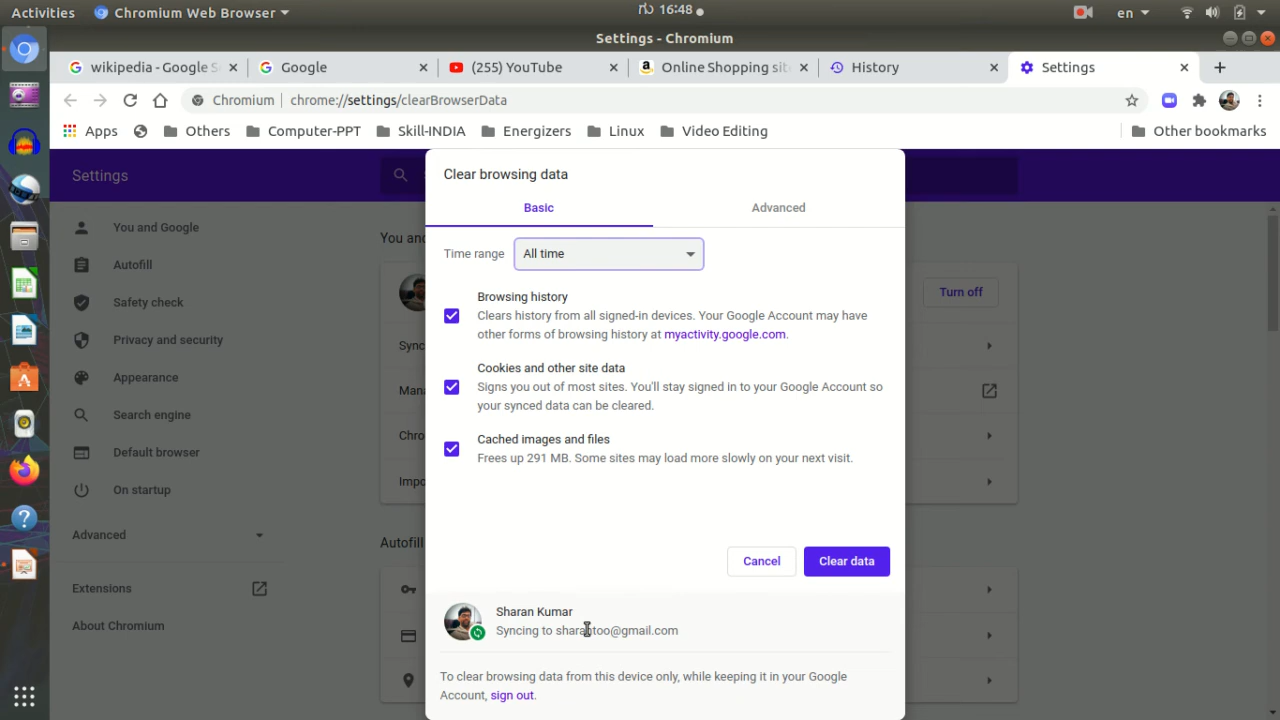 Activities
Chromium Web Browser
16:48
en
Settings - Chromium
wikipedia - Google S
Google
(255) YouTube
Online Shopping sit
History
Settings
Chromium
chrome://settings/clearBrowserData
Apps
Others
Computer-PPT
Skill-INDIA
Energizers
Linux
Video Editing
Other bookmarks
Settings
You and Google
Autofill
Safety check
Privacy and security
Appearance
Search engine
Default browser
On startup
Advanced
Extensions
About Chromium
You and
Turn off
Sync
Mana
Chro
Impo
Autofill
Clear browsing data
Basic
Advanced
Time range
All time
Browsing history
Clears history from all signed-in devices. Your Google Account may have
other forms of browsing history at myactivity.google.com.
Cookies and other site data
Signs you out of most sites. You'll stay signed in to your Google Account so
your synced data can be cleared.
Cached images and files
Frees up 291 MB. Some sites may load more slowly on your next visit.
Cancel
Clear data
Sharan Kumar
Syncing to
To clear browsing data from this device only, while keeping it in your Google
Account, sign out.